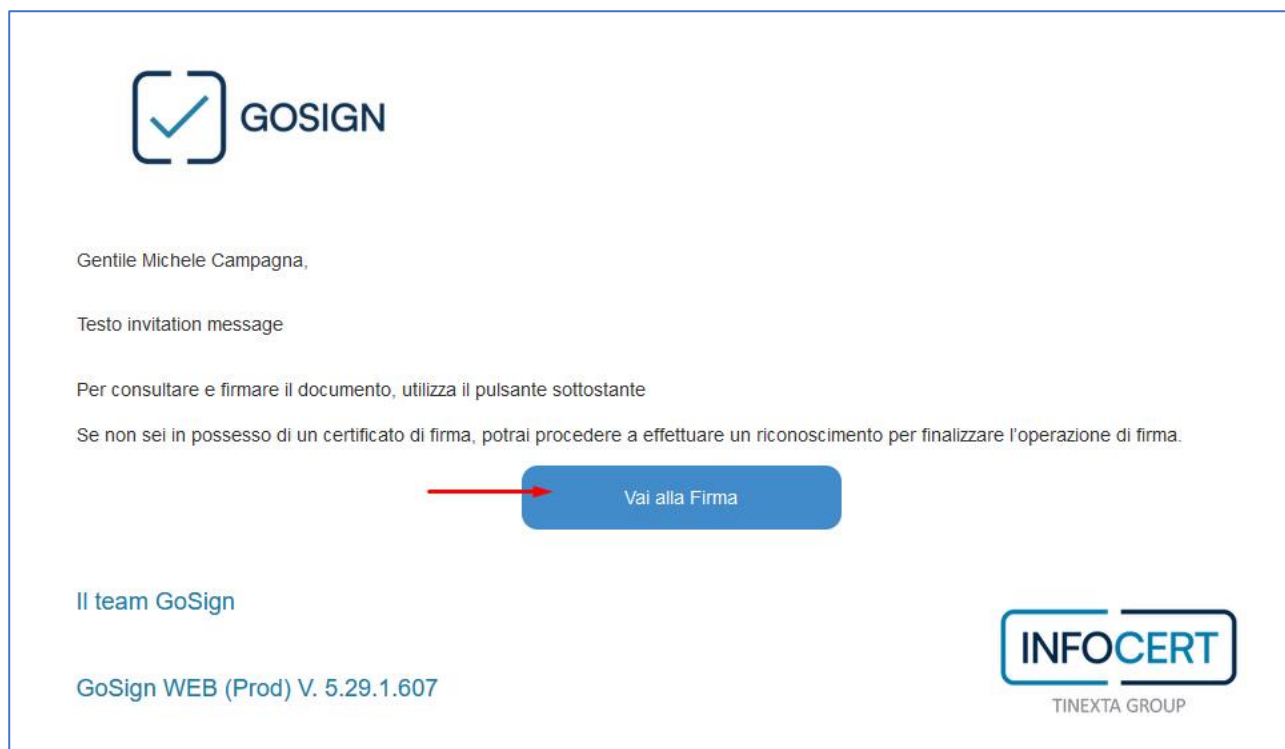 GOSIGN
Gentile Michele Campagna,
Testo invitation message
Per consultare e firmare il documento, utilizza il pulsante sottostante
Se non sei in possesso di un certificato di firma, potrai procedere a effettuare un riconoscimento per finalizzare l'operazione di firma.
Vai alla Firma
Il team GoSign
GoSign WEB (Prod) V. 5.29.1.607
INFOCERT
TINEXTA GROUP